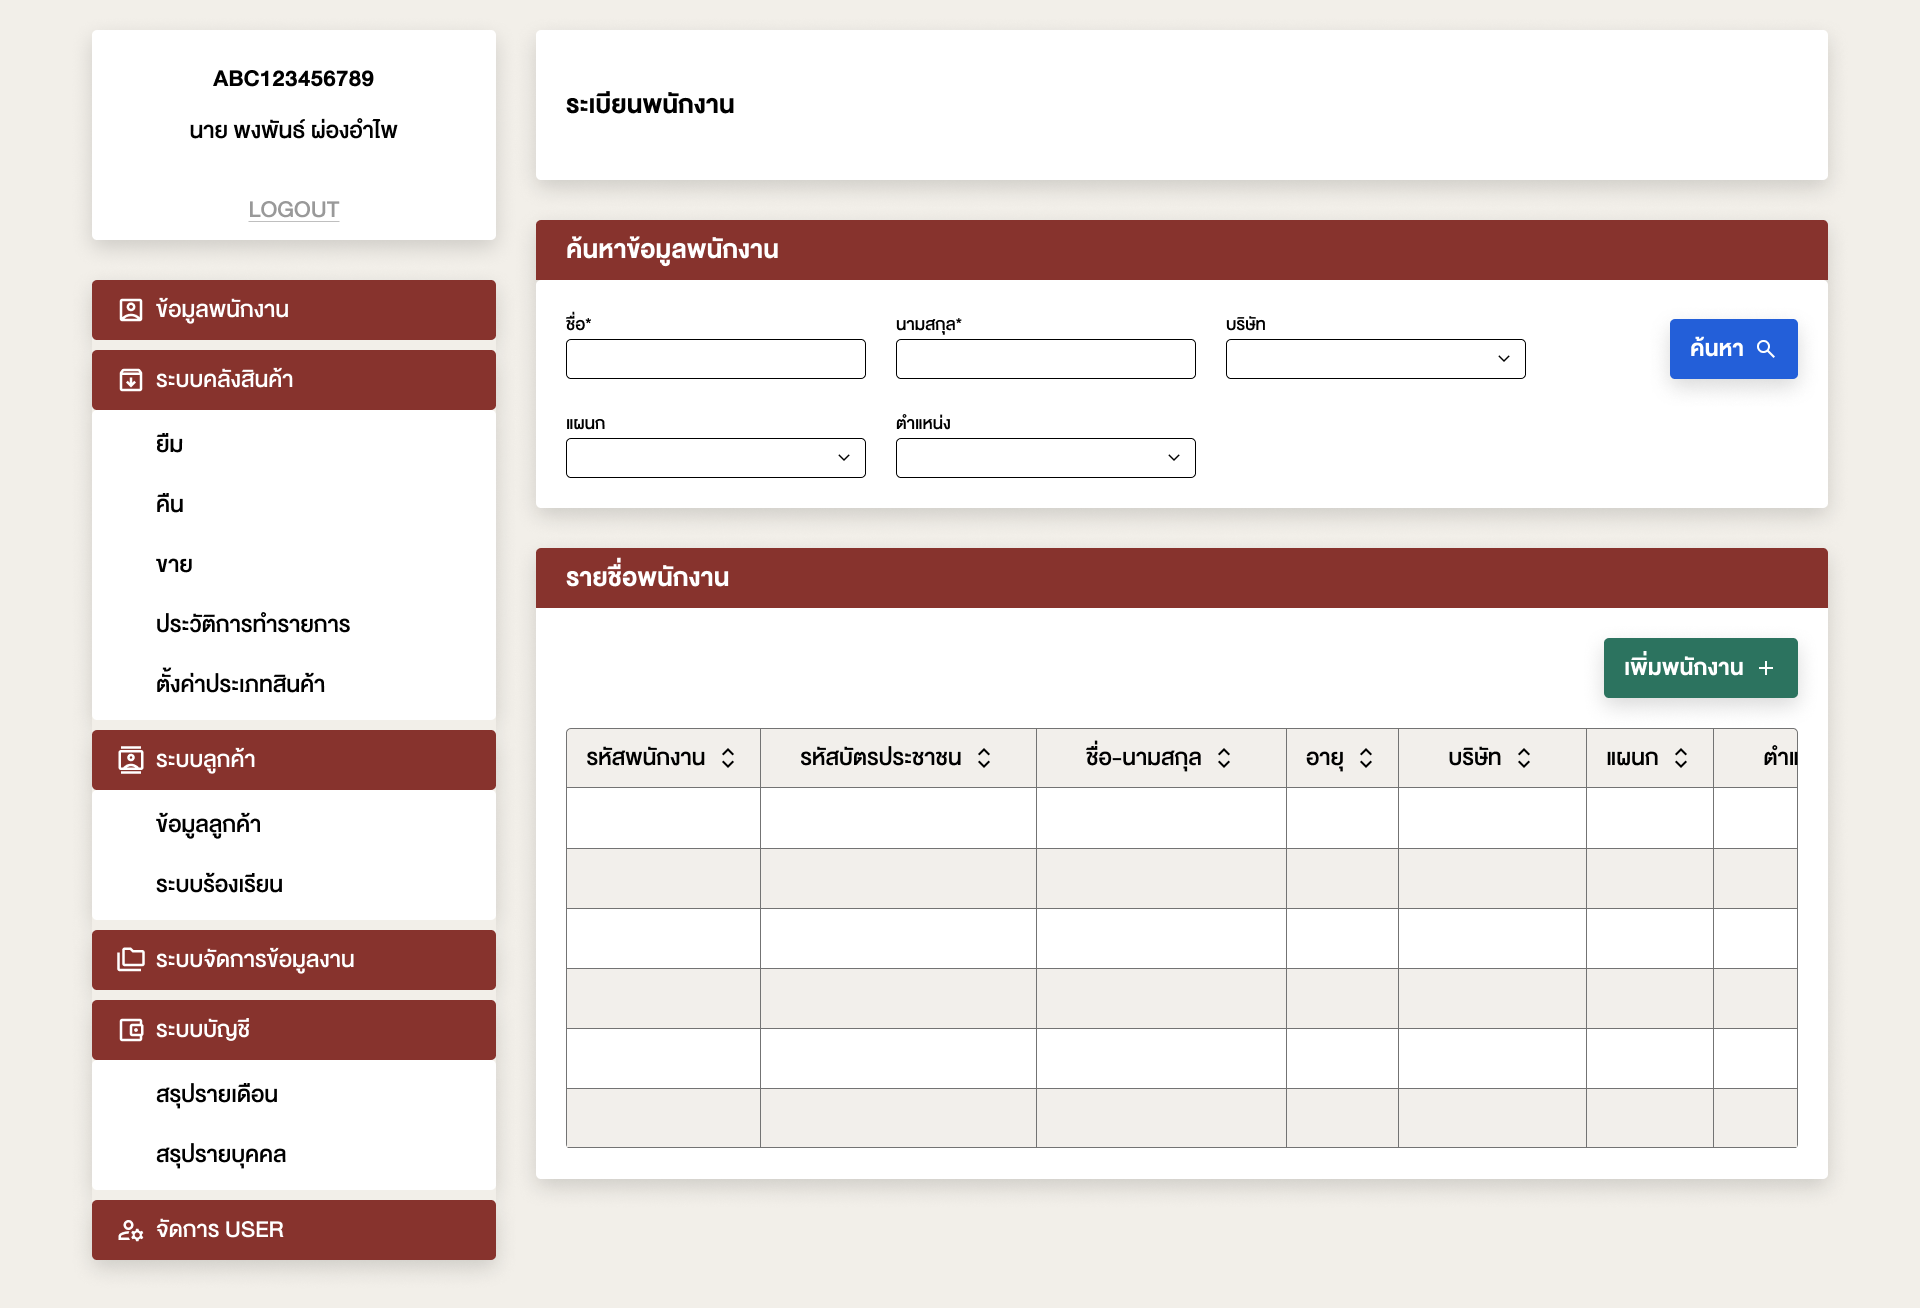 ABC123456789
นาย พงพันธ์ ผ่องอำไพ
LOGOUT
ข้อมูลพนักงาน
ระบบคลังสินค้า
ยืม
คืน
ขาย
ประวัติการทำรายการ
ตั้งค่าประเภทสินค้า
ระบบลูกค้า
ข้อมูลลูกค้า
ระบบร้องเรียน
ระบบจัดการข้อมูลงาน
ระบบบัญชี
สรุปรายเดือน
สรุปรายบุคคล
จัดการ USER
ระเบียนพนักงาน
ค้นหาข้อมูลพนักงาน
ชื่อ* นามสกุล* บริษัท
ค้นหา
แผนก ตำแหน่ง
รายชื่อพนักงาน
เพิ่มพนักงาน +
รหัสพนักงาน รหัสบัตรประชาชน ชื่อ-นามสกุล อายุ บริษัท แผนก